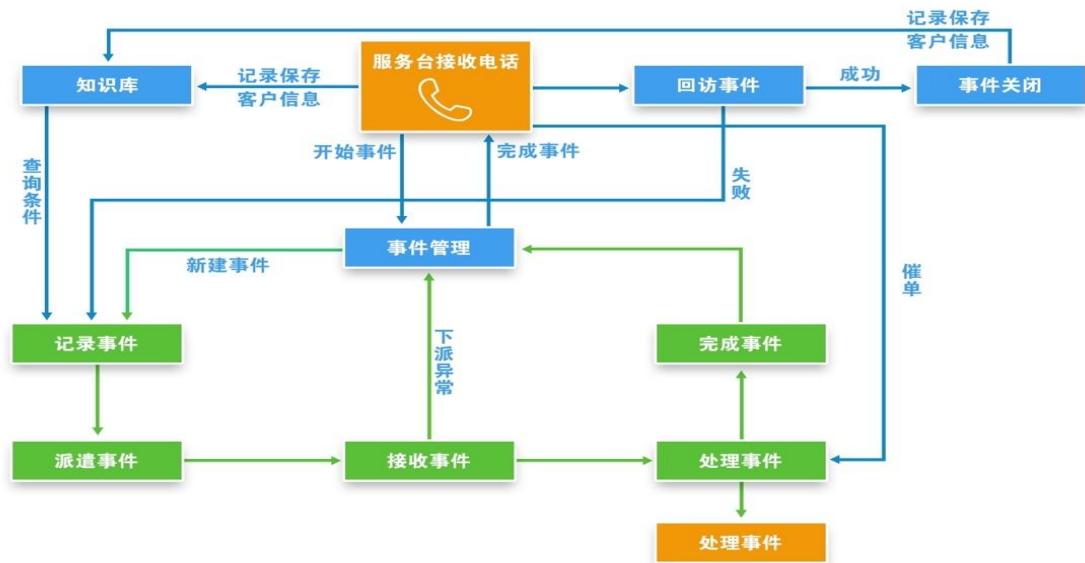 记录保存
客户信息
服务台接收电话
知识库
记录保存
客户信息
回访事件
成功
事件关闭
开始事件
完成事件
查询条件
失败
事件管理
新建事件
催单
记录事件
下派异常
完成事件
派遣事件
接收事件
处理事件
处理事件